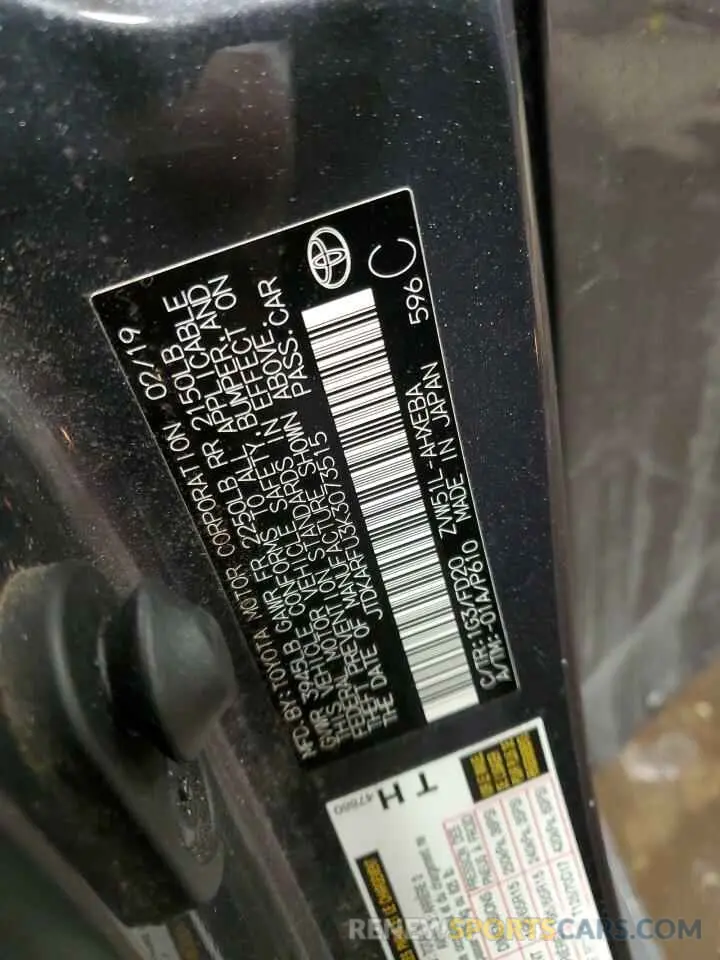 MFD.BY:TOYOTA MOTOR CORPORATION 02/19
GVWR 3945LB GAWR FR 2250LB RR 2150LB
THIS VEHICLE CONFORMS TO ALL APPLICABLE
FEDERAL MOTOR VEHICLE SAFETY, BUMPER, AND
THEFT PREVENTION STANDARDS IN EFFECT ON
THE DATE OF MANUFACTURE SHOWN ABOVE.
JTDKARFU3K3073515 PASS.CAR
C/TR:1G3/FD20 ZVW51L-AHXEBA
A/TM:-01A/P610 MADE IN JAPAN 596
C
TH
47660
RENEWSPORTSCARS.COM